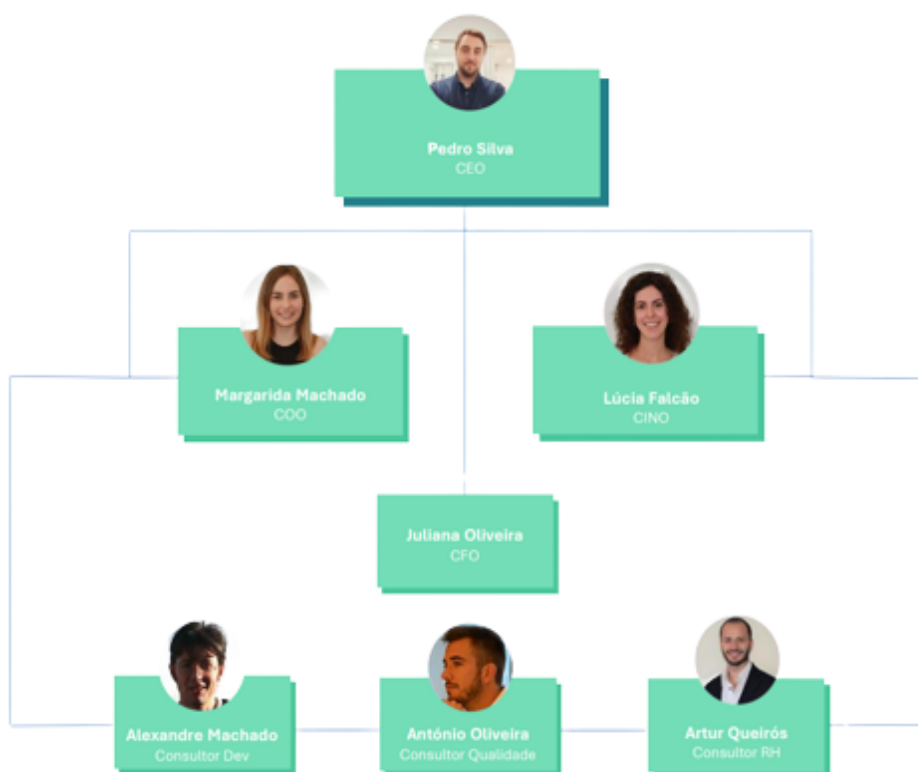 Pedro Silva
CEO
Margarida Machado
COO
Lúcia Falcão
CINO
Juliana Oliveira
CFO
Alexandre Machado
Consultor Dev
António Oliveira
Consultor Qualidade
Artur Queirós
Consultor RH